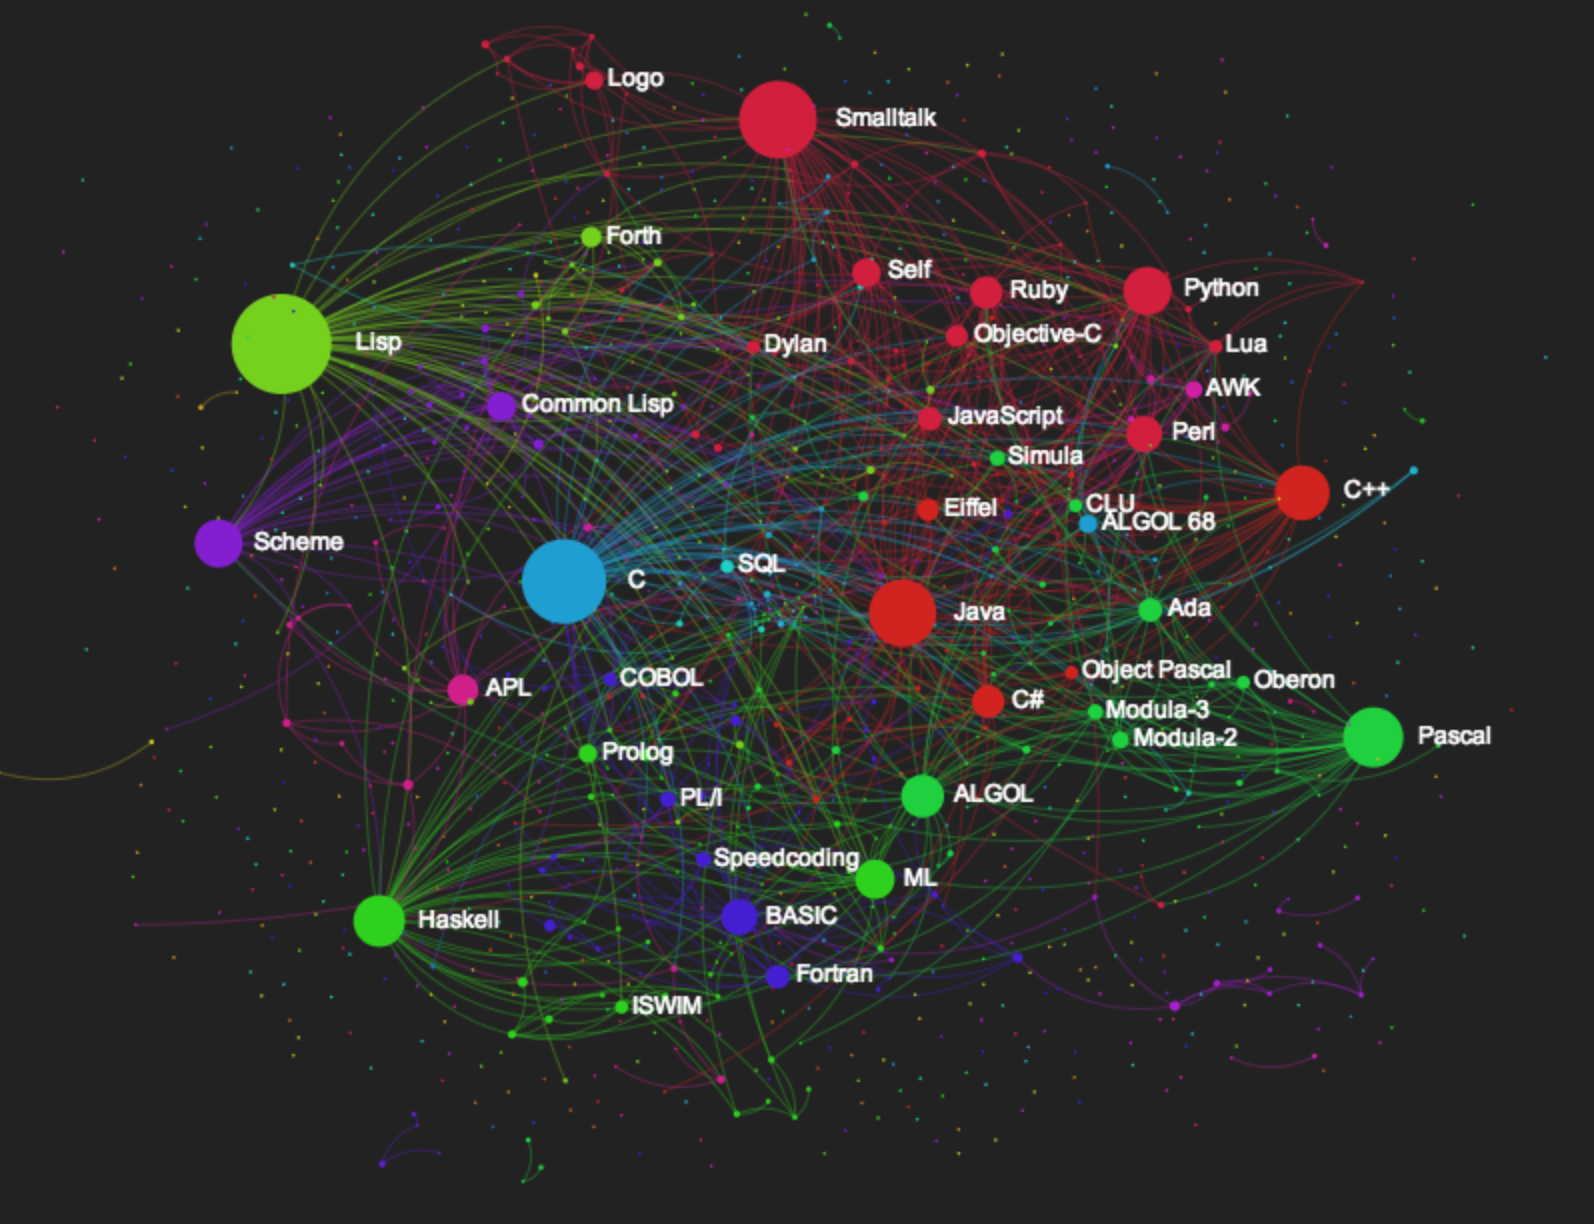 Logo
Smalltalk
Forth
Self
Ruby
Python
Objective-C
Lisp
Dylan
Lua
AWK
Common Lisp
JavaScript
Perl
Simula
C++
CLU
Eiffel
ALGOL 68
Scheme
SQL
C
Ada
Java
Object Pascal
COBOL
Oberon
APL
C#
Modula-3
Modula-2
Pascal
Prolog
PL/I
ALGOL
Speedcoding
ML
BASIC
Haskell
Fortran
ISWIM